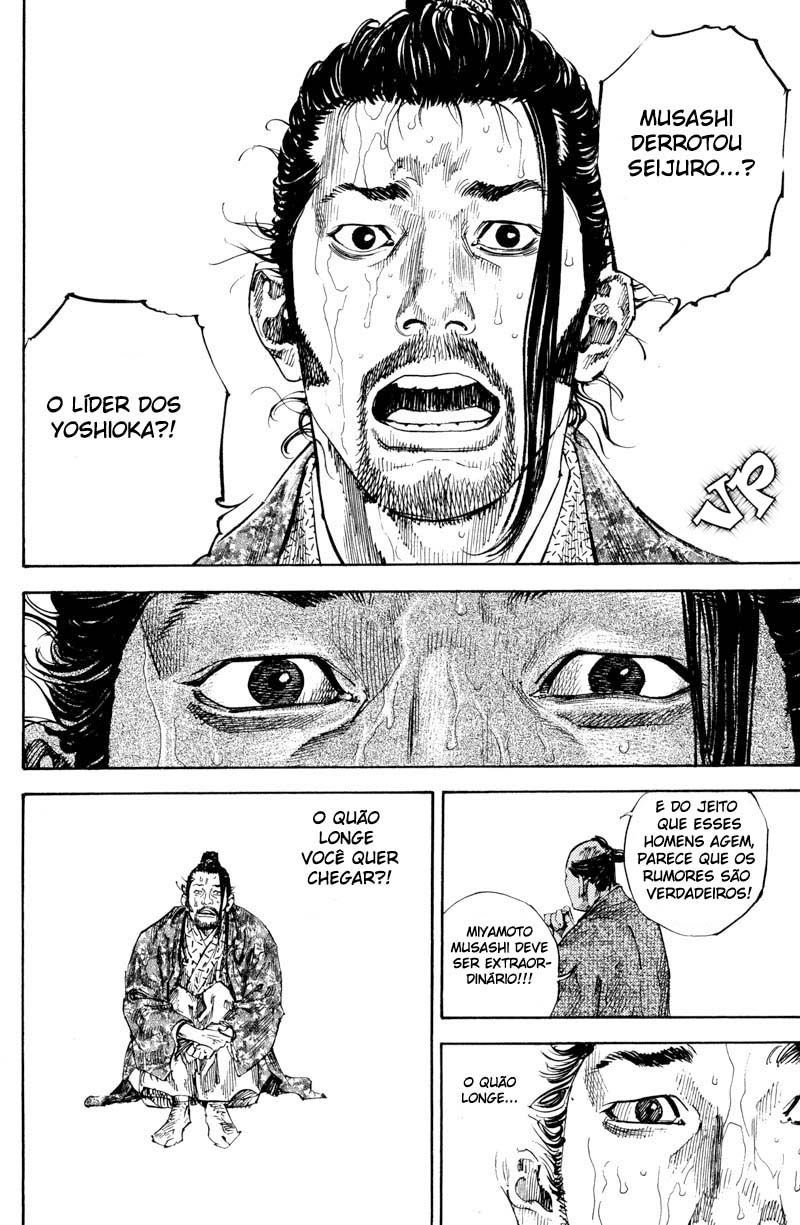 MUSASHI
DERROTOU
SEIJURO...?
O LÍDER DOS
YOSHIOKA?!
VP
E DO JEITO
QUE ESSES
HOMENS AGEM,
PARECE QUE OS
RUMORES SÃO
VERDADEIROS!
MIYAMOTO
MUSASHI DEVE
SER EXTRAOR-
DINÁRIO!!!
O QUÃO
LONGE...
O QUÃO
LONGE
VOCÊ QUER
CHEGAR?!